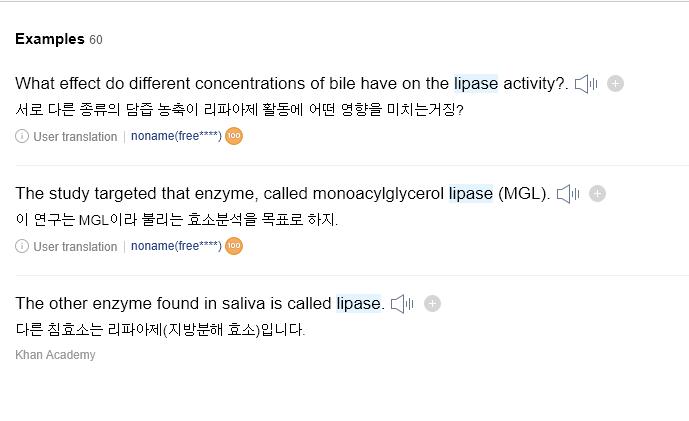 Examples 60
What effect do different concentrations of bile have on the lipase activity?.
서로 다른 종류의 담즙 농축이 리파아제 활동에 어떤 영향을 미치는거징?
User translation | noname(free****) 100
The study targeted that enzyme, called monoacylglycerol lipase (MGL).
이 연구는 MGL이라 불리는 효소분석을 목표로 하지.
User translation | noname(free****) 100
The other enzyme found in saliva is called lipase.
다른 침효소는 리파아제(지방분해 효소)입니다.
Khan Academy